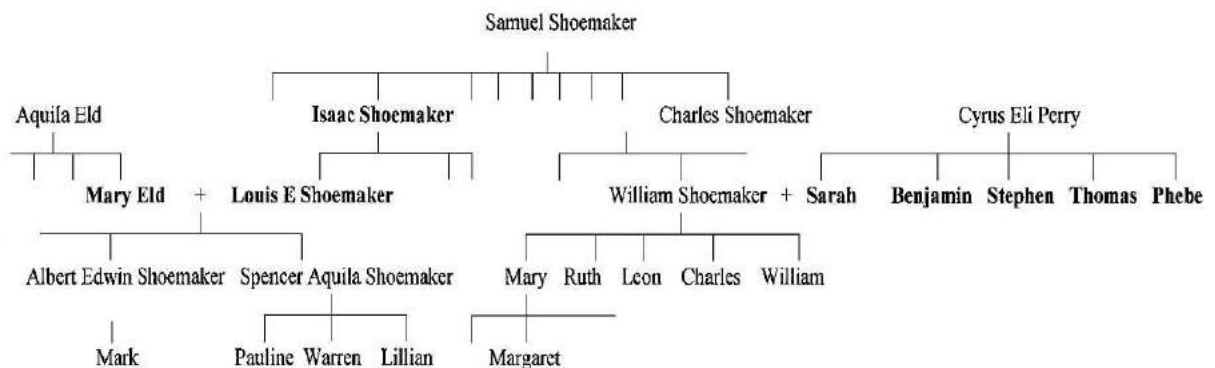 Samuel Shoemaker
Aquila Eld Isaac Shoemaker Charles Shoemaker Cyrus Eli Perry
Mary Eld + Louis E Shoemaker William Shoemaker + Sarah Benjamin Stephen Thomas Phebe
Albert Edwin Shoemaker Spencer Aquila Shoemaker Mary Ruth Leon Charles William
Mark Pauline Warren Lillian Margaret